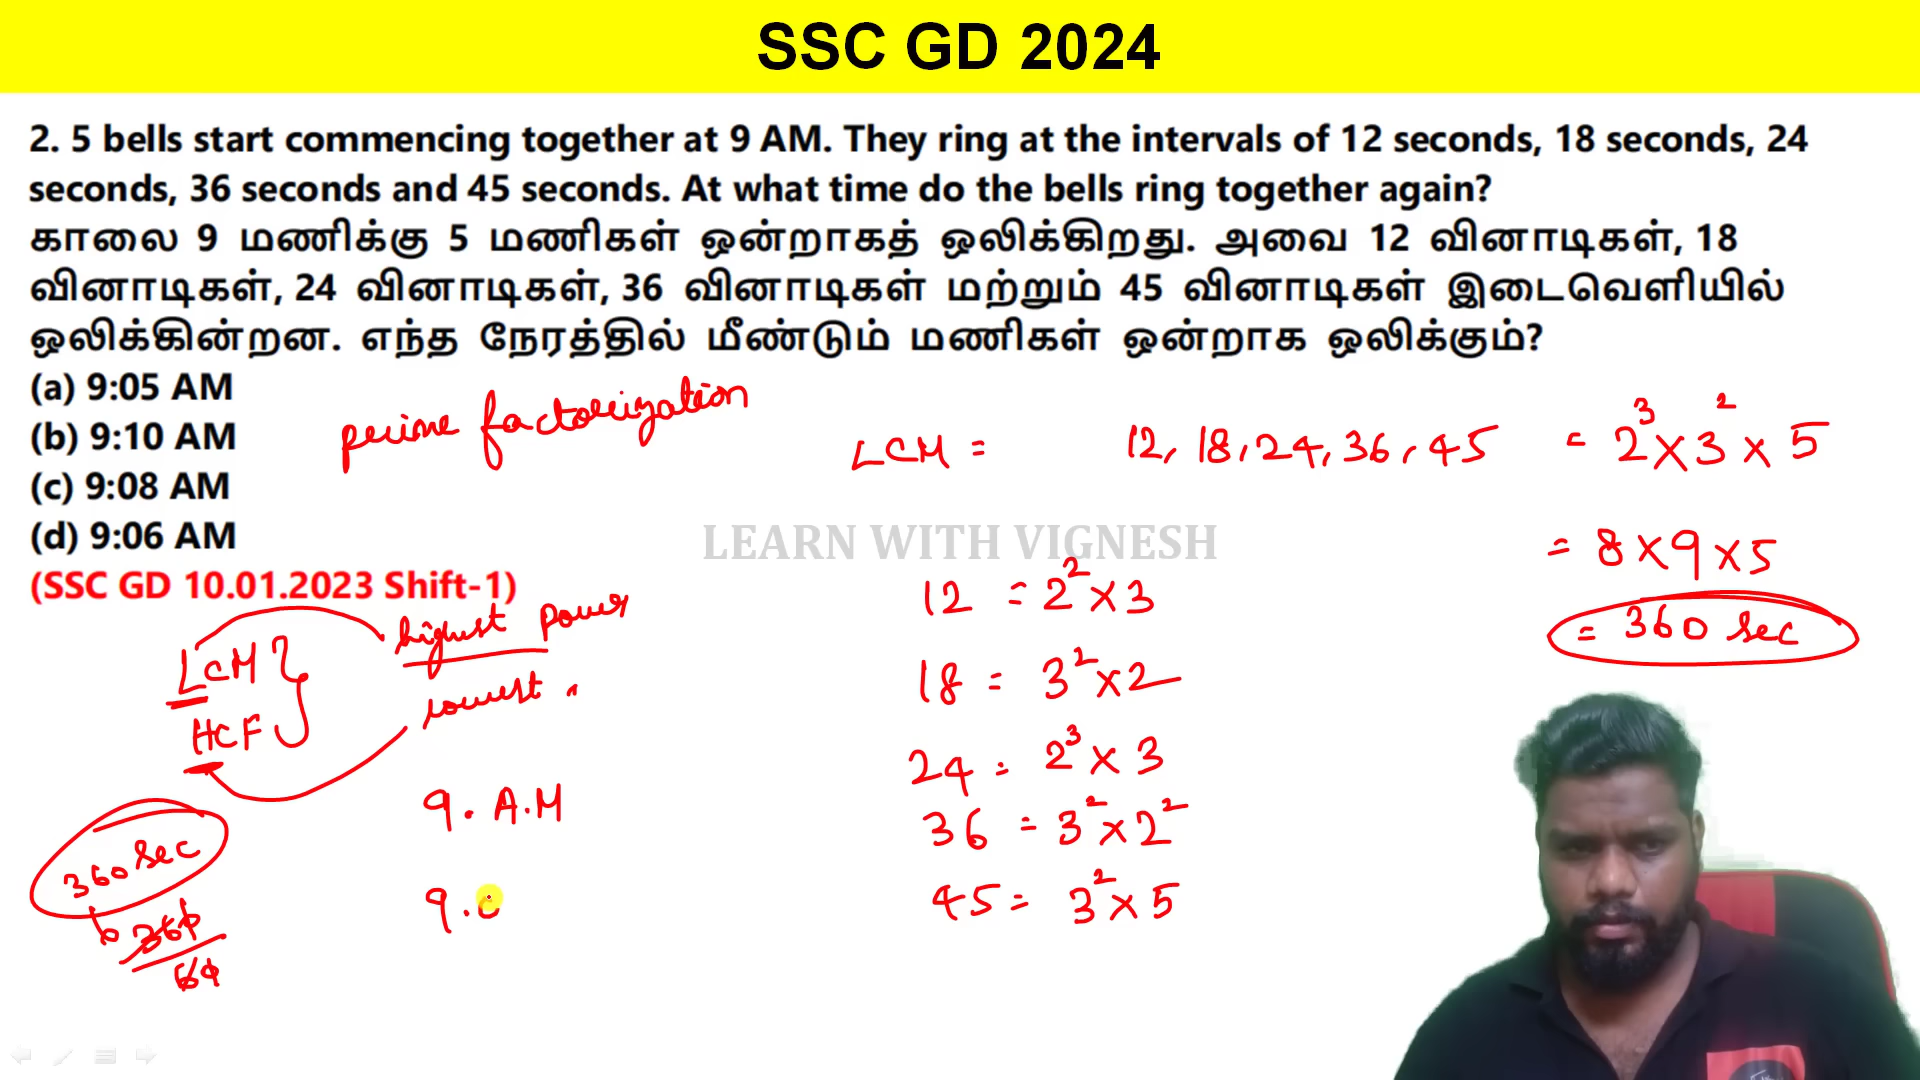 SSC GD 2024
2. 5 bells start commencing together at 9 AM. They ring at the intervals of 12 seconds, 18 seconds, 24
seconds, 36 seconds and 45 seconds. At what time do the bells ring together again?
காலை 9 மணிக்கு 5 மணிகள் ஒன்றாகத் ஒலிக்கிறது. அவை 12 வினாடிகள், 18
வினாடிகள், 24 வினாடிகள், 36 வினாடிகள் மற்றும் 45 வினாடிகள் இடைவெளியில்
ஒலிக்கின்றன. எந்த நேரத்தில் மீண்டும் மணிகள் ஒன்றாக ஒலிக்கும்?
(a) 9:05 AM
(b) 9:10 AM
(c) 9:08 AM
(d) 9:06 AM
(SSC GD 10.01.2023 Shift-1)
prime factorization
LCM = 12, 18, 24, 36, 45 = 2³ × 3² × 5
= 8 × 9 × 5
= 360 sec
LEARN WITH VIGNESH
12 = 2² × 3
18 = 3² × 2
24 = 2³ × 3
36 = 3² × 2²
45 = 3² × 5
LCM
HCF
highest power
lowest "
9. A.M
9.0
360 sec
6 360
60